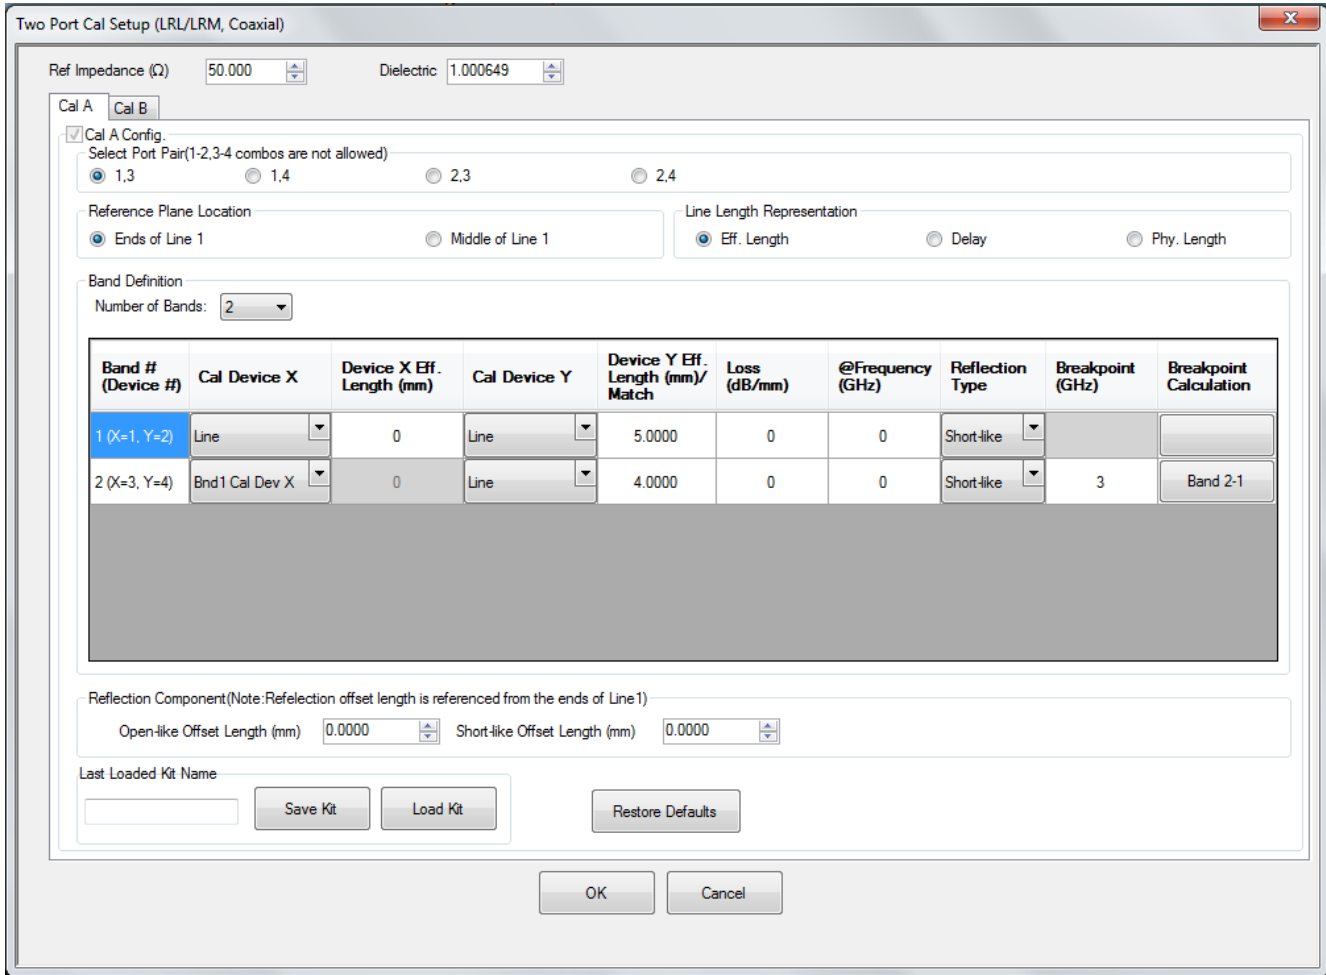 Two Port Cal Setup (LRL/LRM, Coaxial)
Ref Impedance (Ω) 50.000 Dielectric 1.000649
Cal A Cal B
Cal A Config.
Select Port Pair(1-2,3-4 combos are not allowed)
1,3 1,4 2,3 2,4
Reference Plane Location Line Length Representation
Ends of Line 1 Middle of Line 1 Eff. Length Delay Phy. Length
Band Definition
Number of Bands: 2
Band # (Device #) Cal Device X Device X Eff. Length (mm) Cal Device Y Device Y Eff. Length (mm)/ Match Loss (dB/mm) @Frequency (GHz) Reflection Type Breakpoint (GHz) Breakpoint Calculation
1 (X=1, Y=2) Line 0 Line 5.0000 0 0 Short-like
2 (X=3, Y=4) Bnd1 Cal Dev X 0 Line 4.0000 0 0 Short-like 3 Band 2-1
Reflection Component(Note:Refelection offset length is referenced from the ends of Line1)
Open-like Offset Length (mm) 0.0000 Short-like Offset Length (mm) 0.0000
Last Loaded Kit Name
Save Kit Load Kit Restore Defaults
OK Cancel